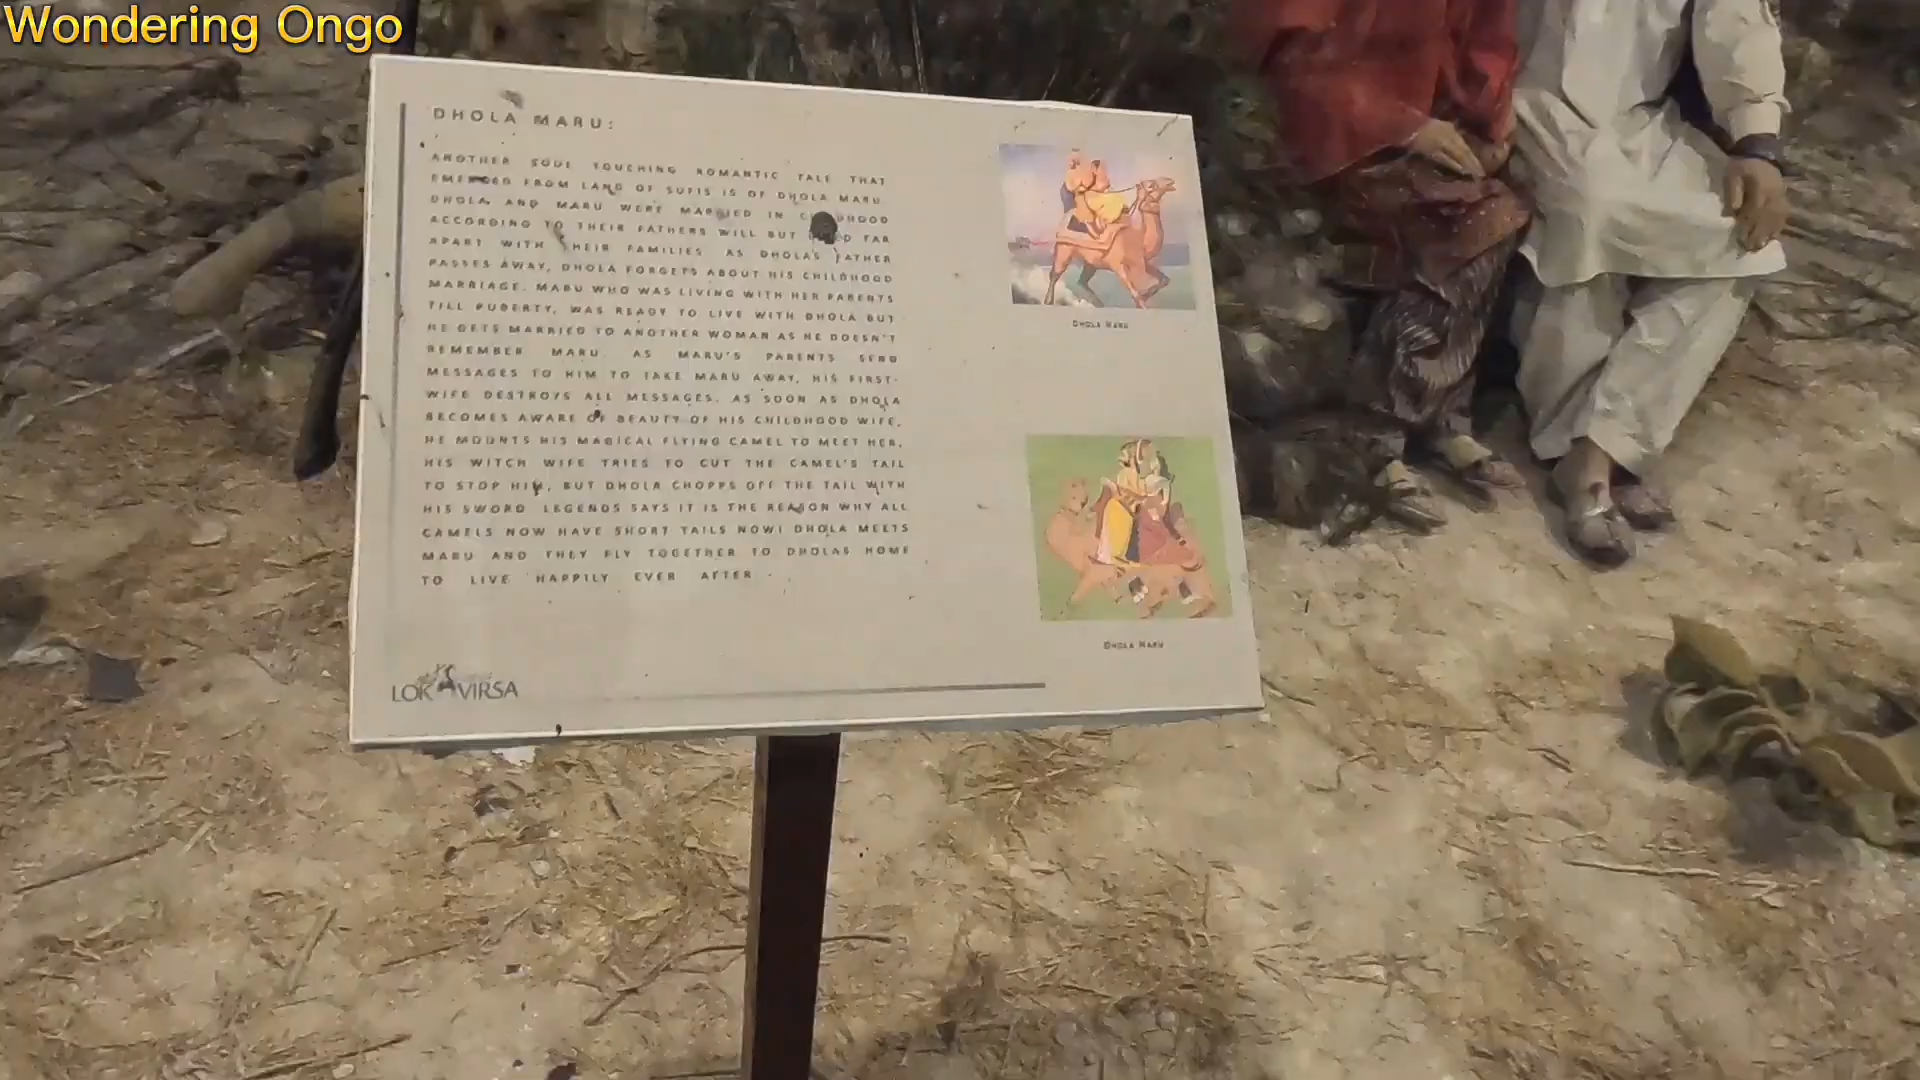 Wondering Ongo
DHOLA MARU:
ANOTHER SOUL TOUCHING ROMANTIC TALE THAT
EMERGED FROM LAND OF SUFIS IS OF DHOLA MARU.
DHOLA AND MARU WERE MARRIED IN CHILDHOOD
ACCORDING TO THEIR FATHERS WILL BUT LIVED FAR
APART WITH THEIR FAMILIES. AS DHOLA'S FATHER
PASSES AWAY, DHOLA FORGETS ABOUT HIS CHILDHOOD
MARRIAGE. MARU WHO WAS LIVING WITH HER PARENTS
TILL PUBERTY, WAS READY TO LIVE WITH DHOLA BUT
HE GETS MARRIED TO ANOTHER WOMAN AS HE DOESN'T
REMEMBER MARU. AS MARU'S PARENTS SEND
MESSAGES TO HIM TO TAKE MARU AWAY, HIS FIRST-
WIFE DESTROYS ALL MESSAGES. AS SOON AS DHOLA
BECOMES AWARE OF BEAUTY OF HIS CHILDHOOD WIFE,
HE MOUNTS HIS MAGICAL FLYING CAMEL TO MEET HER.
HIS WITCH WIFE TRIES TO CUT THE CAMEL'S TAIL
TO STOP HIM, BUT DHOLA CHOPPS OFF THE TAIL WITH
HIS SWORD. LEGENDS SAYS IT IS THE REASON WHY ALL
CAMELS NOW HAVE SHORT TAILS NOW! DHOLA MEETS
MARU AND THEY FLY TOGETHER TO DHOLAS HOME
TO LIVE HAPPILY EVER AFTER.
DHOLA MARU
DHOLA MARU
LOK VIRSA